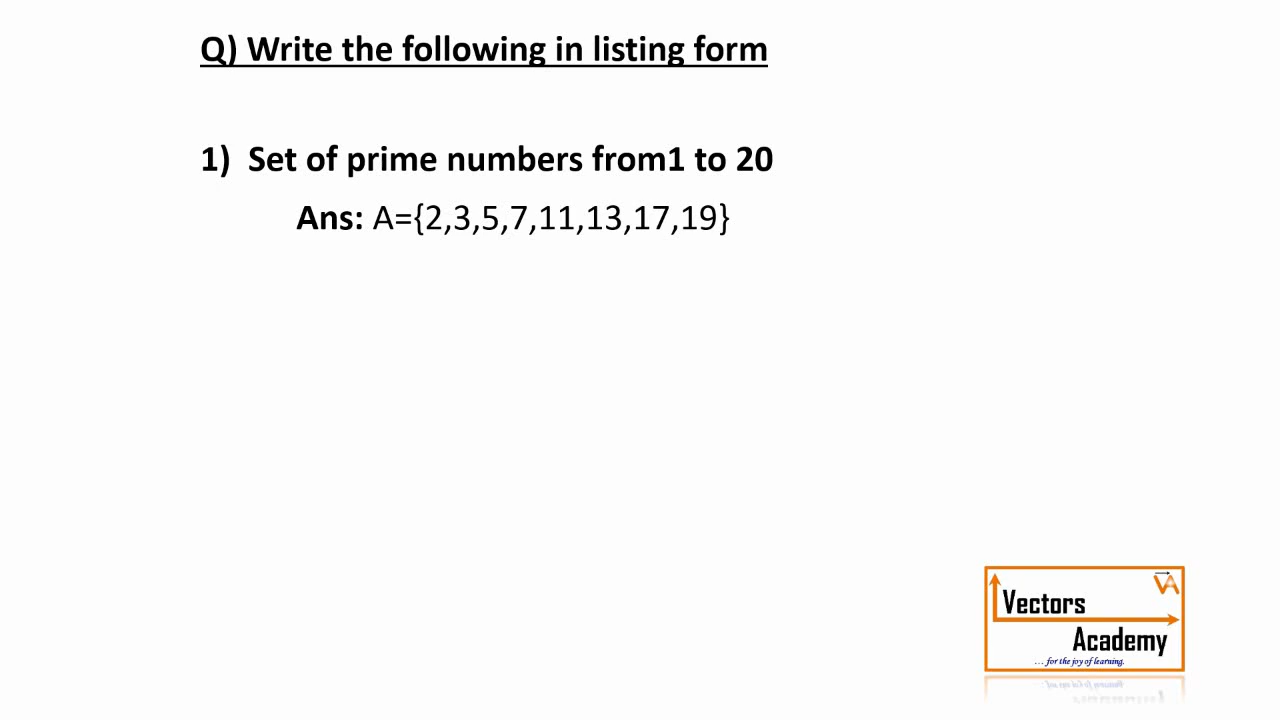 Q) Write the following in listing form
1) Set of prime numbers from1 to 20
Ans: A={2,3,5,7,11,13,17,19}
VA
Vectors
Academy
... for the joy of learning.